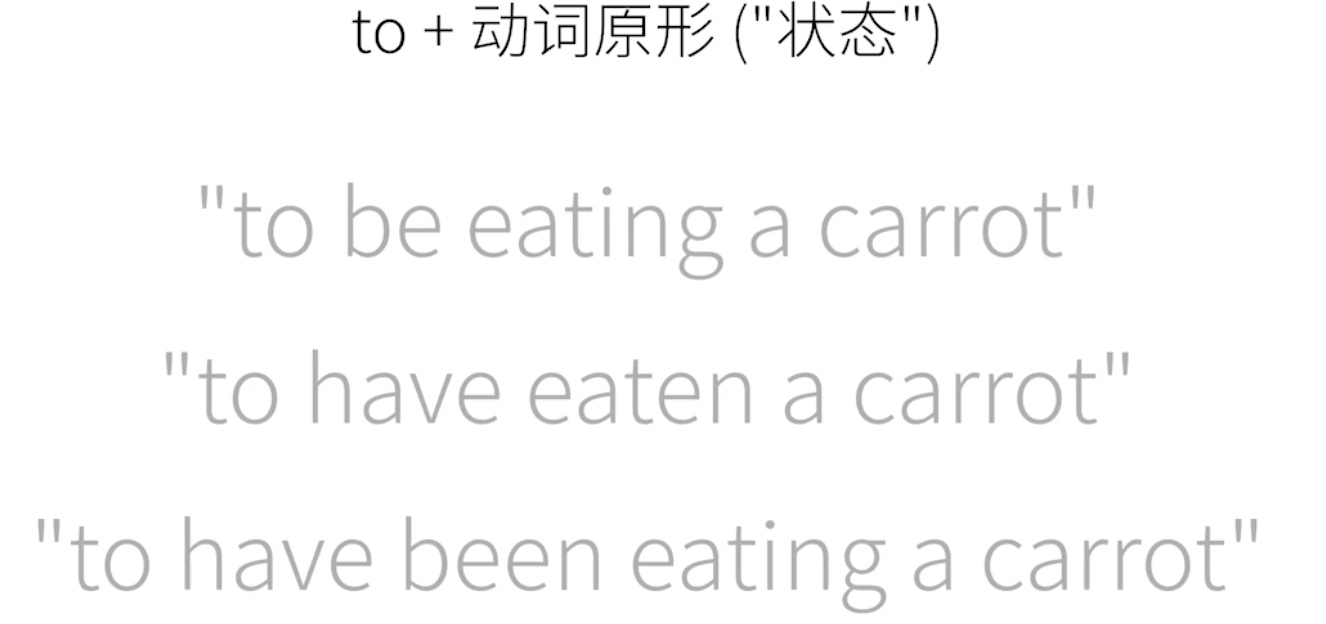 to + 动词原形 ("状态")
"to be eating a carrot"
"to have eaten a carrot"
"to have been eating a carrot"